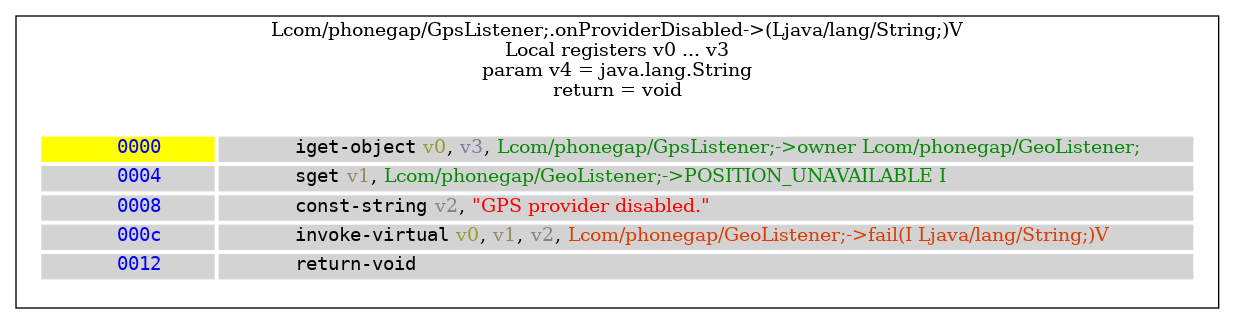 Lcom/phonegap/GpsListener;.onProviderDisabled->(Ljava/lang/String;)V
Local registers v0 ... v3
param v4 = java.lang.String
return = void
0000 iget-object v0, v3, Lcom/phonegap/GpsListener;->owner Lcom/phonegap/GeoListener;
0004 sget v1, Lcom/phonegap/GeoListener;->POSITION_UNAVAILABLE I
0008 const-string v2, "GPS provider disabled."
000c invoke-virtual v0, v1, v2, Lcom/phonegap/GeoListener;->fail(I Ljava/lang/String;)V
0012 return-void